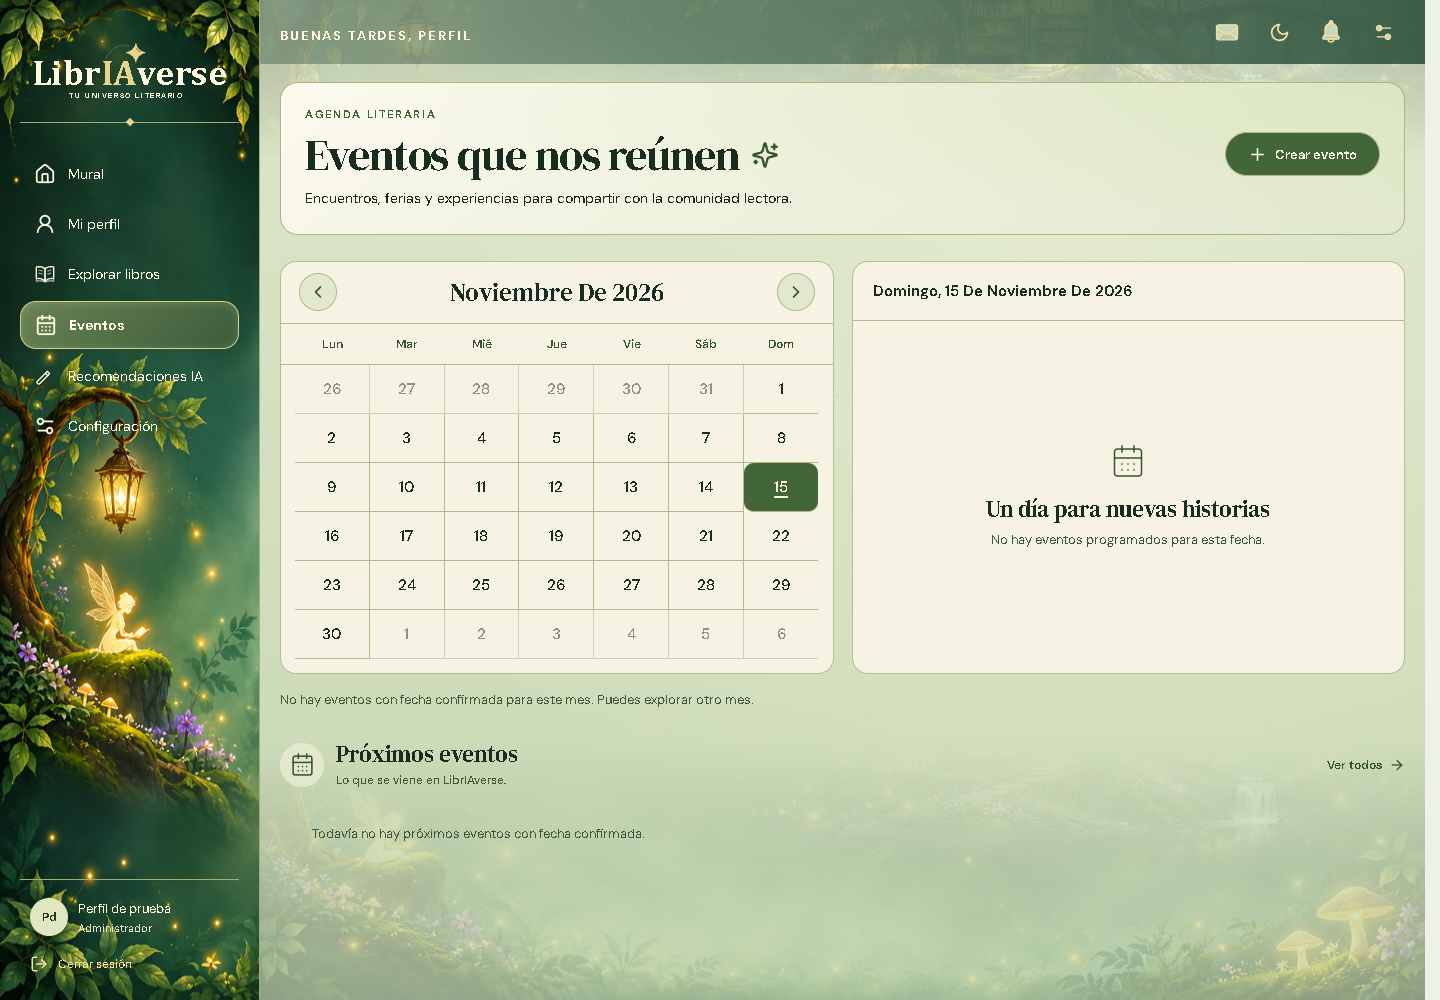 LibrIAverse
TU UNIVERSO LITERARIO
Mural
Mi perfil
Explorar libros
Eventos
Recomendaciones IA
Configuración
Pd
Perfil de prueba
Administrador
Cerrar sesión
BUENAS TARDES, PERFIL
AGENDA LITERARIA
Eventos que nos reúnen
Encuentros, ferias y experiencias para compartir con la comunidad lectora.
Crear evento
Noviembre De 2026
Lun Mar Mié Jue Vie Sáb Dom
26 27 28 29 30 31 1
2 3 4 5 6 7 8
9 10 11 12 13 14 15
16 17 18 19 20 21 22
23 24 25 26 27 28 29
30 1 2 3 4 5 6
Domingo, 15 De Noviembre De 2026
Un día para nuevas historias
No hay eventos programados para esta fecha.
No hay eventos con fecha confirmada para este mes. Puedes explorar otro mes.
Próximos eventos
Lo que se viene en LibrIAverse.
Ver todos
Todavía no hay próximos eventos con fecha confirmada.